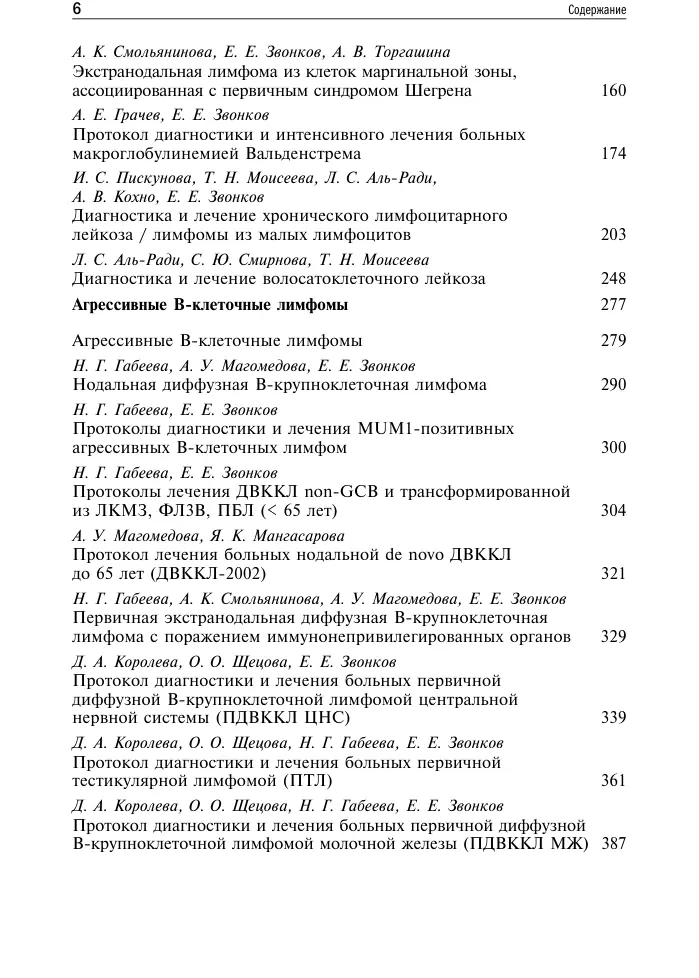 6 Содержание
А. К. Смольянинова, Е. Е. Звонков, А. В. Торгашина
Экстранодальная лимфома из клеток маргинальной зоны,
ассоциированная с первичным синдромом Шегрена 160
А. Е. Грачев, Е. Е. Звонков
Протокол диагностики и интенсивного лечения больных
макроглобулинемией Вальденстрема 174
И. С. Пискунова, Т. Н. Моисеева, Л. С. Аль-Ради,
А. В. Кохно, Е. Е. Звонков
Диагностика и лечение хронического лимфоцитарного
лейкоза / лимфомы из малых лимфоцитов 203
Л. С. Аль-Ради, С. Ю. Смирнова, Т. Н. Моисеева
Диагностика и лечение волосатоклеточного лейкоза 248
Агрессивные В-клеточные лимфомы 277
Агрессивные В-клеточные лимфомы 279
Н. Г. Габеева, А. У. Магомедова, Е. Е. Звонков
Нодальная диффузная В-крупноклеточная лимфома 290
Н. Г. Габеева, Е. Е. Звонков
Протоколы диагностики и лечения MUM1-позитивных
агрессивных В-клеточных лимфом 300
Н. Г. Габеева, Е. Е. Звонков
Протоколы лечения ДВККЛ non-GCB и трансформированной
из ЛКМЗ, ФЛ3В, ПБЛ (< 65 лет) 304
А. У. Магомедова, Я. К. Мангасарова
Протокол лечения больных нодальной de novo ДВККЛ
до 65 лет (ДВККЛ-2002) 321
Н. Г. Габеева, А. К. Смольянинова, А. У. Магомедова, Е. Е. Звонков
Первичная экстранодальная диффузная В-крупноклеточная
лимфома с поражением иммунонепривилегированных органов 329
Д. А. Королева, О. О. Щецова, Е. Е. Звонков
Протокол диагностики и лечения больных первичной
диффузной В-крупноклеточной лимфомой центральной
нервной системы (ПДВККЛ ЦНС) 339
Д. А. Королева, О. О. Щецова, Н. Г. Габеева, Е. Е. Звонков
Протокол диагностики и лечения больных первичной
тестикулярной лимфомой (ПТЛ) 361
Д. А. Королева, О. О. Щецова, Н. Г. Габеева, Е. Е. Звонков
Протокол диагностики и лечения больных первичной диффузной
В-крупноклеточной лимфомой молочной железы (ПДВККЛ МЖ) 387